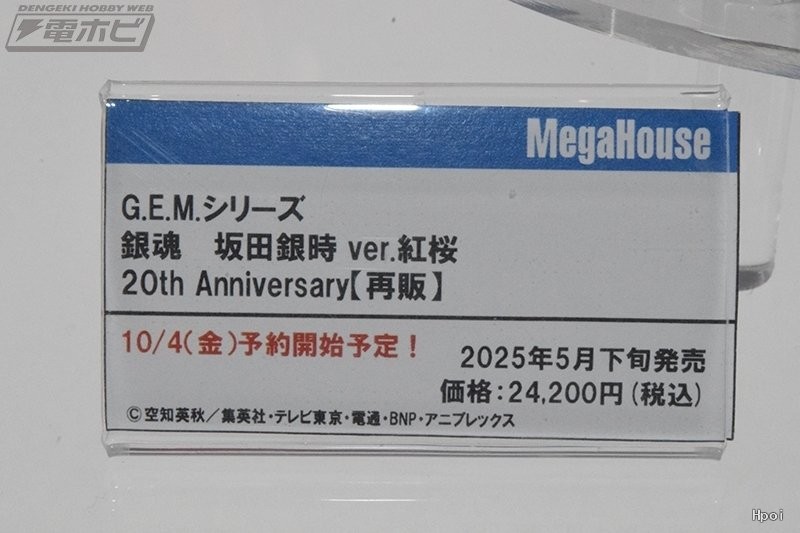 DENGEKI HOBBY WEB
電ホビ
MegaHouse
G.E.M.シリーズ
銀魂　坂田銀時 ver.紅桜
20th Anniversary【再販】
10/4(金)予約開始予定！
2025年5月下旬発売
価格：24,200円(税込)
©空知英秋／集英社・テレビ東京・電通・BNP・アニプレックス
Hpoi